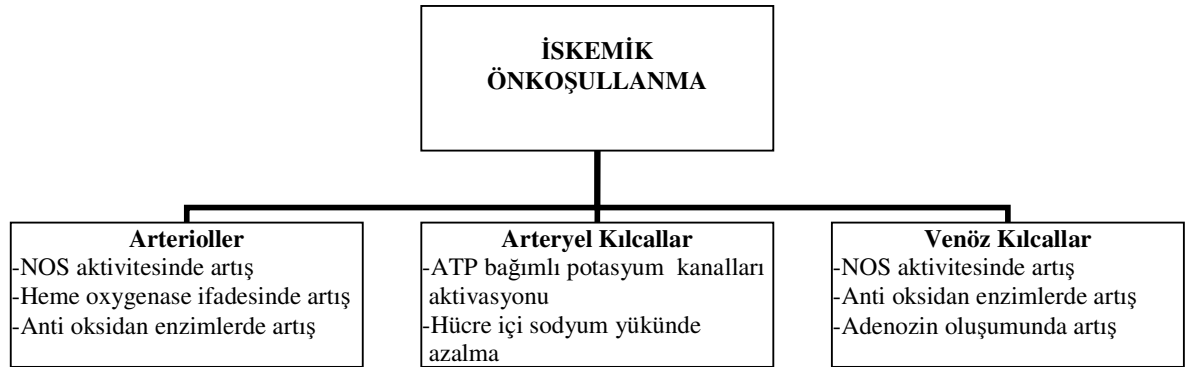 İSKEMİK
ÖNKOŞULLANMA
Arterioller
-NOS aktivitesinde artış
-Heme oxygenase ifadesinde artış
-Anti oksidan enzimlerde artış
Arteryel Kılcallar
-ATP bağımlı potasyum kanalları
aktivasyonu
-Hücre içi sodyum yükünde
azalma
Venöz Kılcallar
-NOS aktivitesinde artış
-Anti oksidan enzimlerde artış
-Adenozin oluşumunda artış